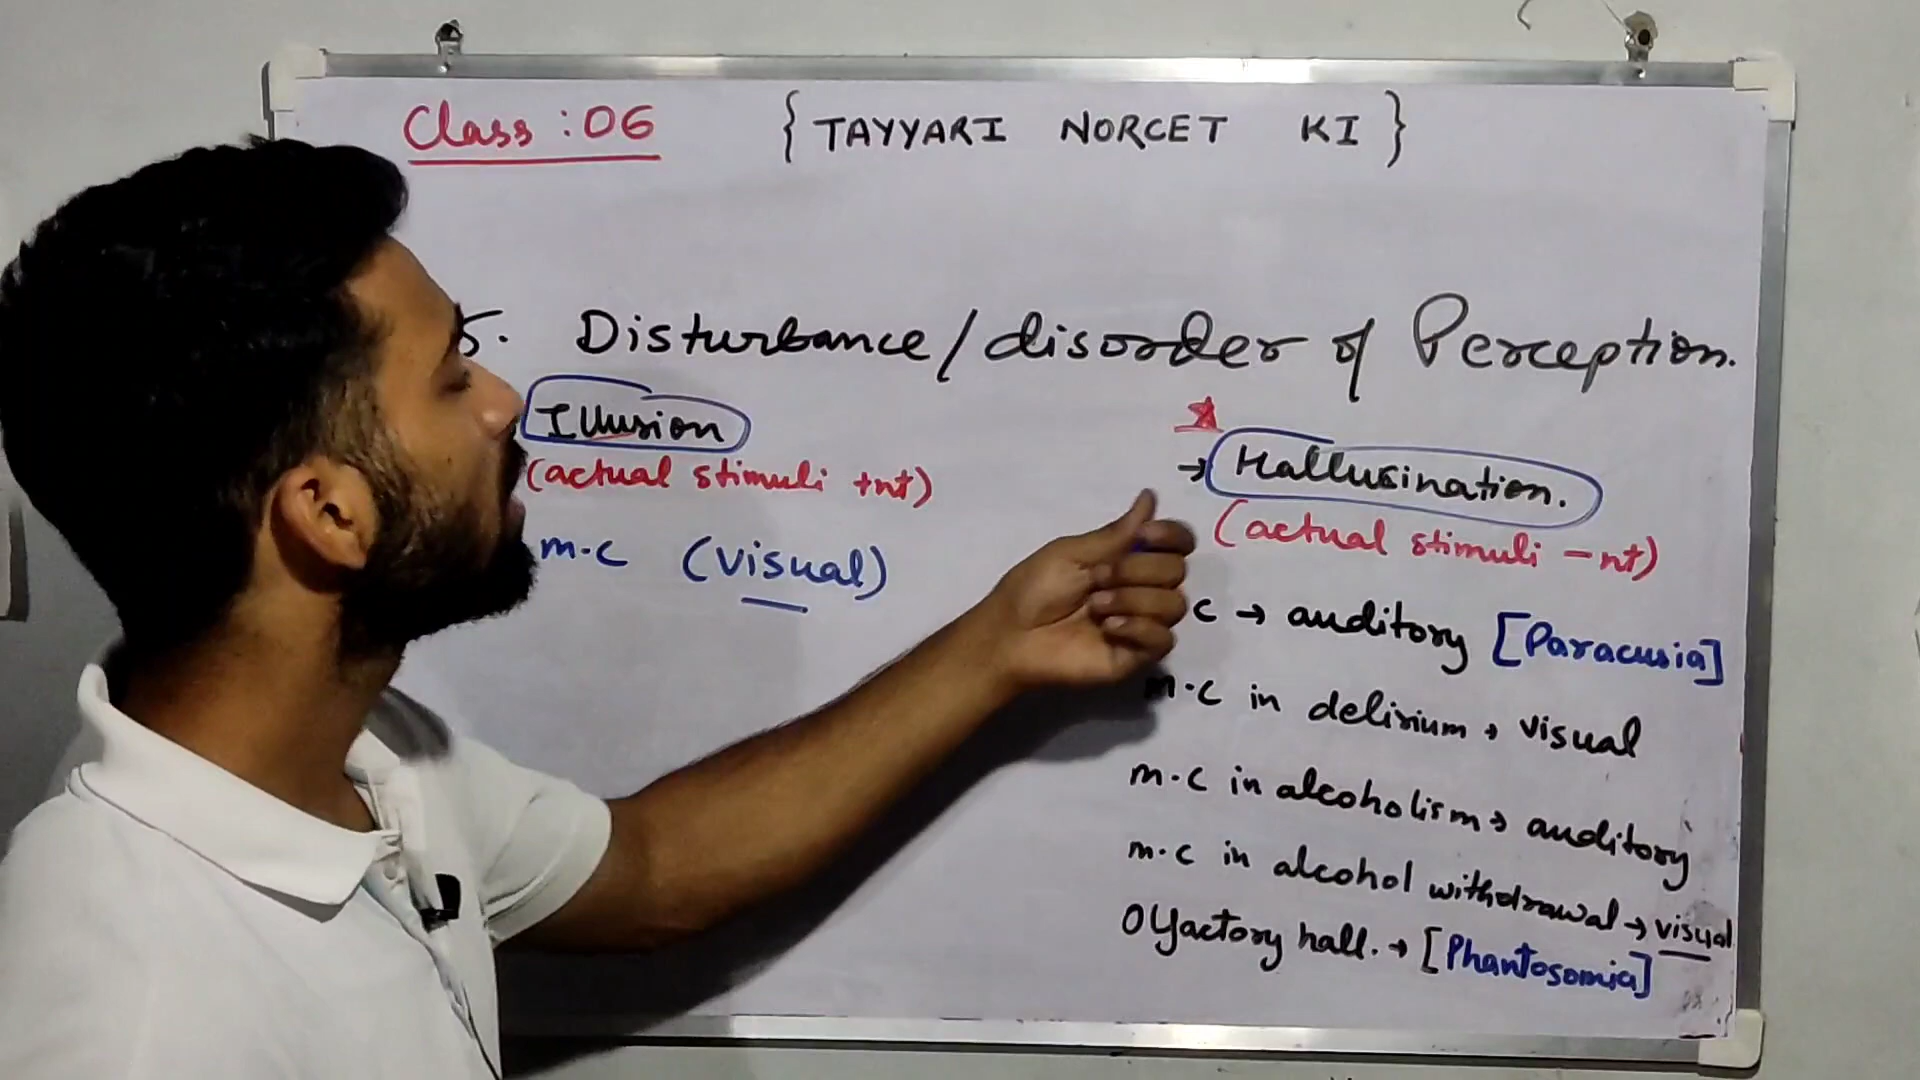 Class : 06
{ TAYYARI NORCET KI }
5. Disturbance/disorder of Perception.
Illusion
(actual stimuli +nt)
m.c (visual)
→ Hallusination.
(actual stimuli -nt)
c → auditory [Paracusia]
m.c in delirium → visual
m.c in alcoholism → auditory
m.c in alcohol withdrawal → visual
Olfactory hall. → [Phantosomia]